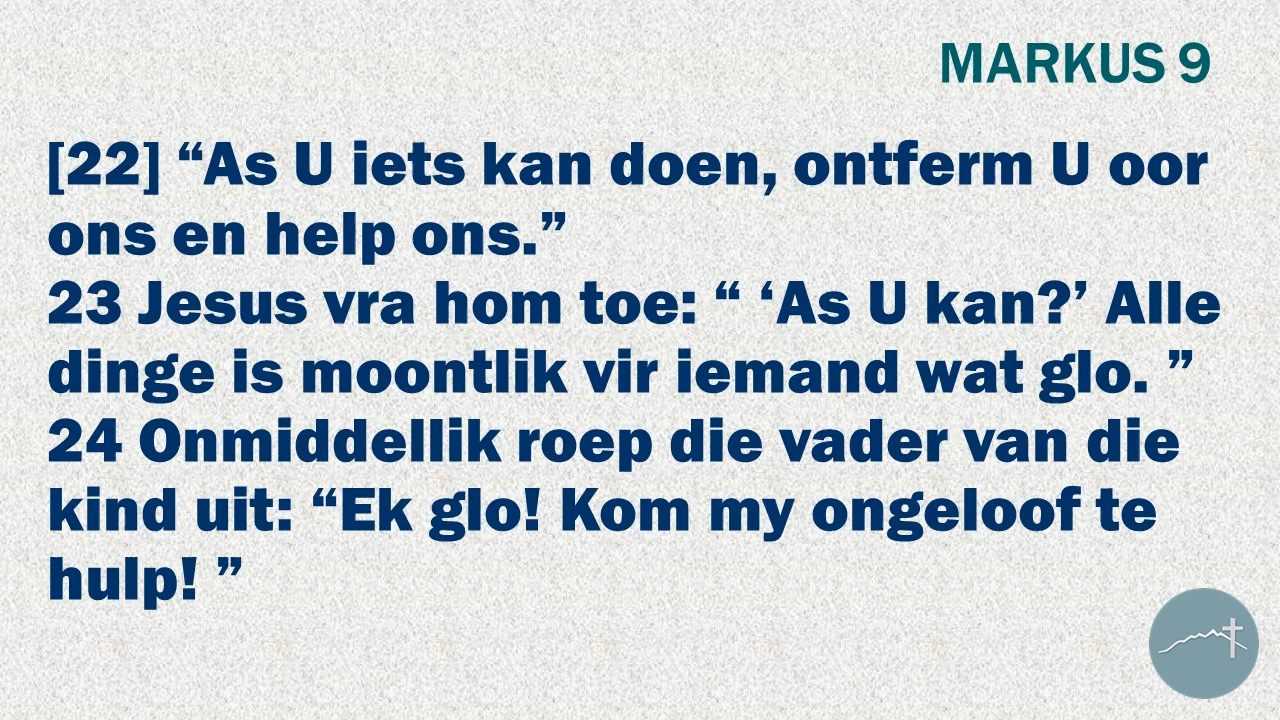 MARKUS 9
[22] “As U iets kan doen, ontferm U oor
ons en help ons.”
23 Jesus vra hom toe: “ ‘As U kan?’ Alle
dinge is moontlik vir iemand wat glo. ”
24 Onmiddellik roep die vader van die
kind uit: “Ek glo! Kom my ongeloof te
hulp! ”